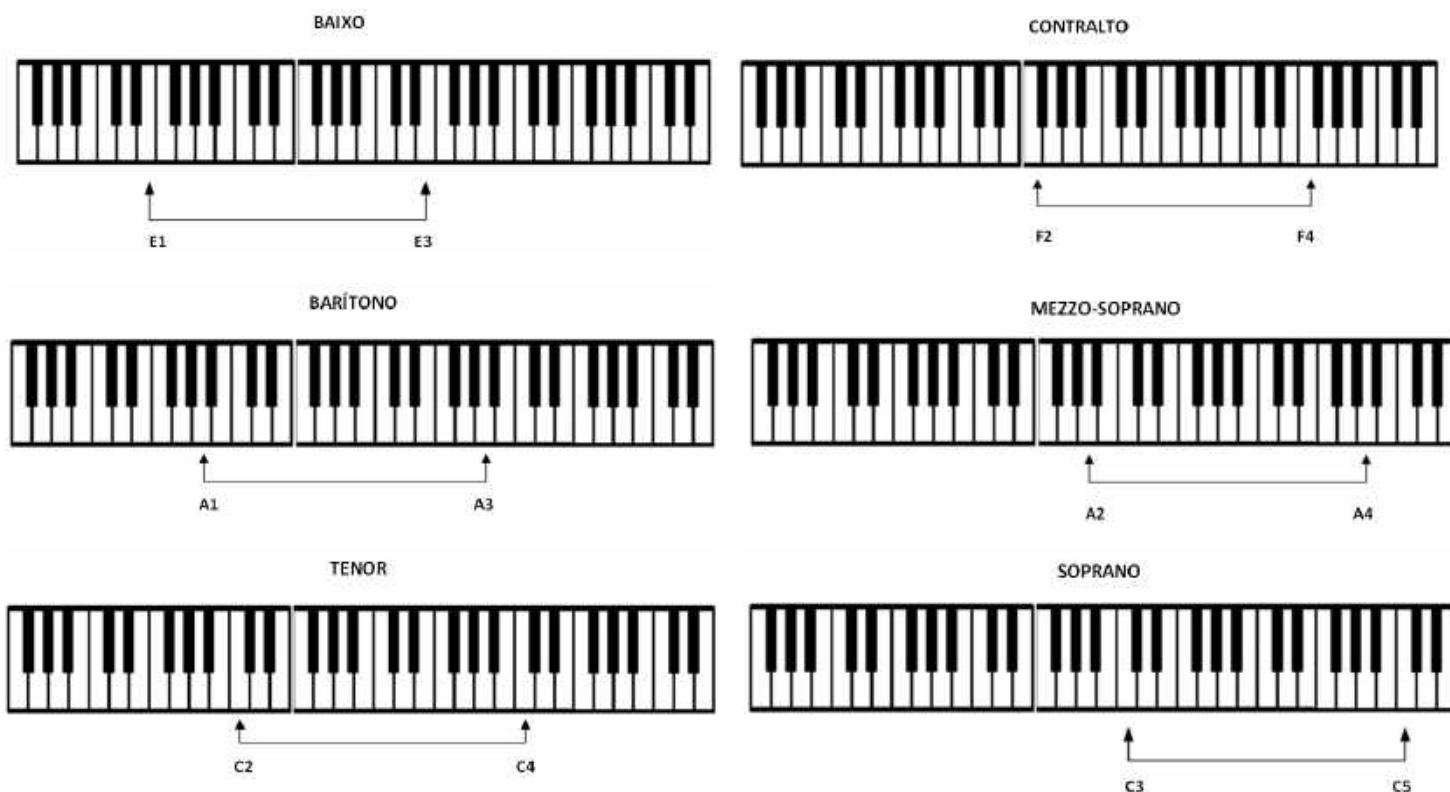 BAIXO
E1 E3
BARÍTONO
A1 A3
TENOR
C2 C4
CONTRALTO
F2 F4
MEZZO-SOPRANO
A2 A4
SOPRANO
C3 C5